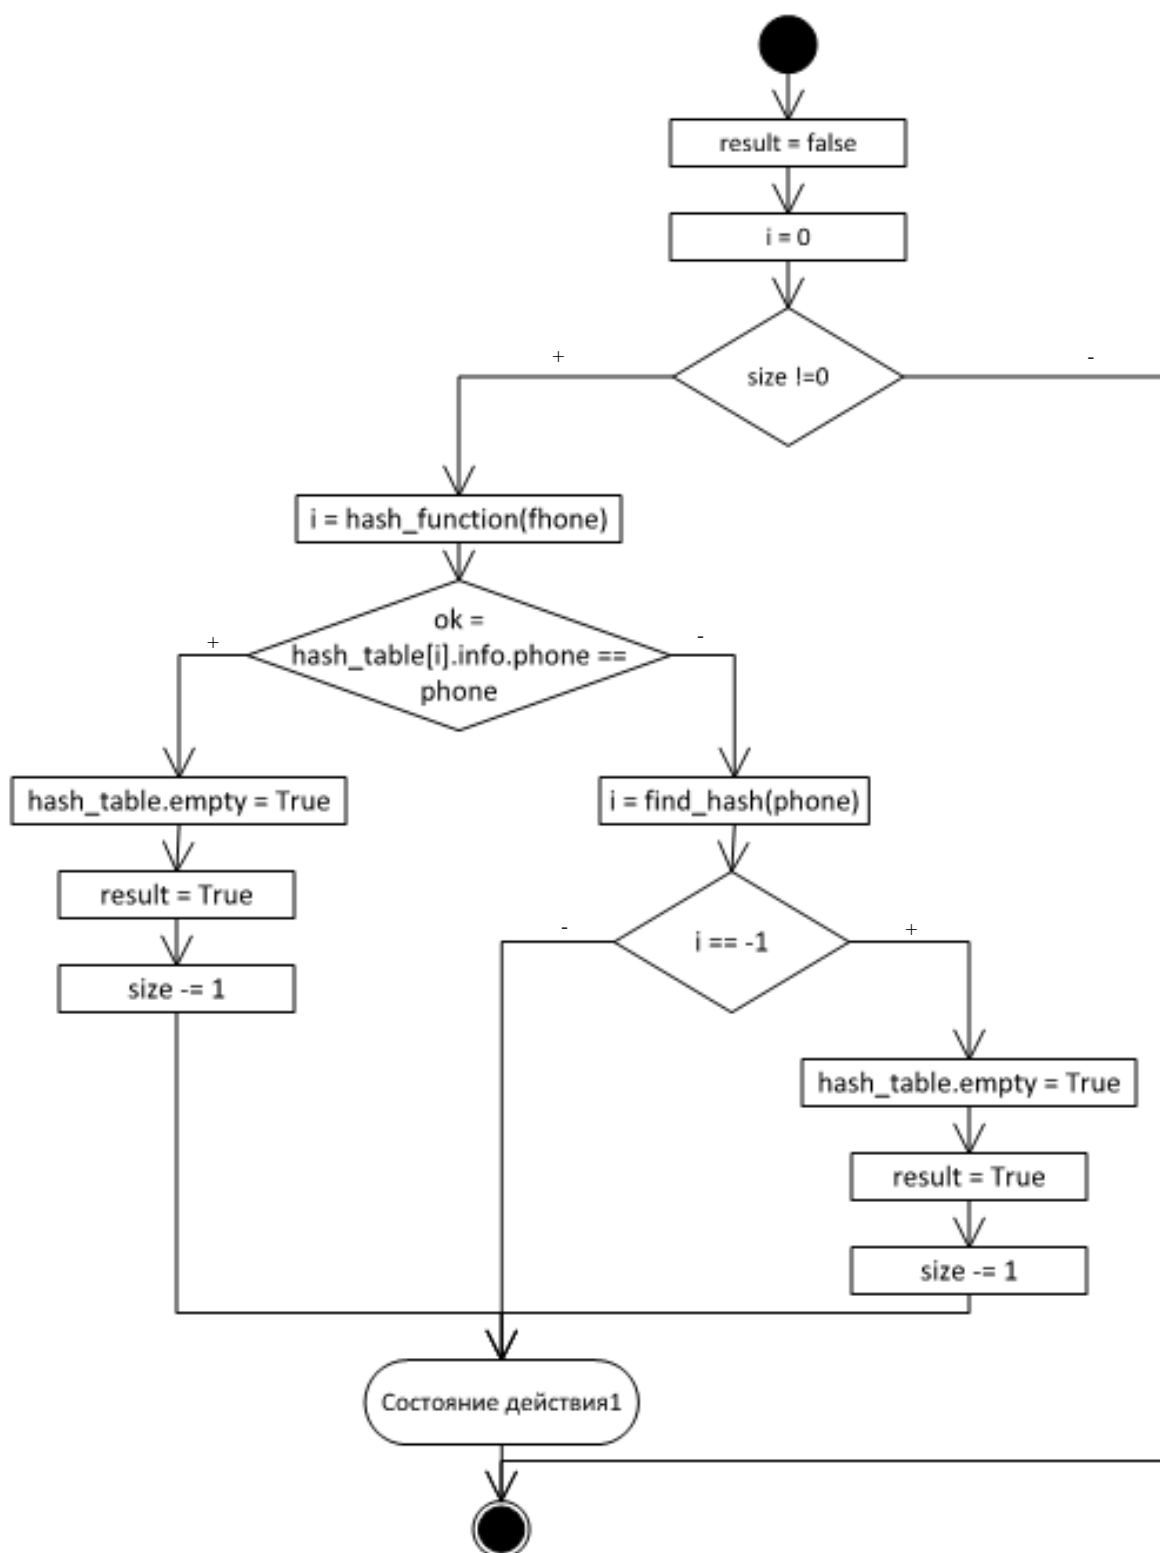 result = false
i = 0
size !=0
+
-
i = hash_function(fhone)
ok =
hash_table[i].info.phone ==
phone
+
-
hash_table.empty = True
i = find_hash(phone)
result = True
size -= 1
i == -1
-
+
hash_table.empty = True
result = True
size -= 1
Состояние действия1